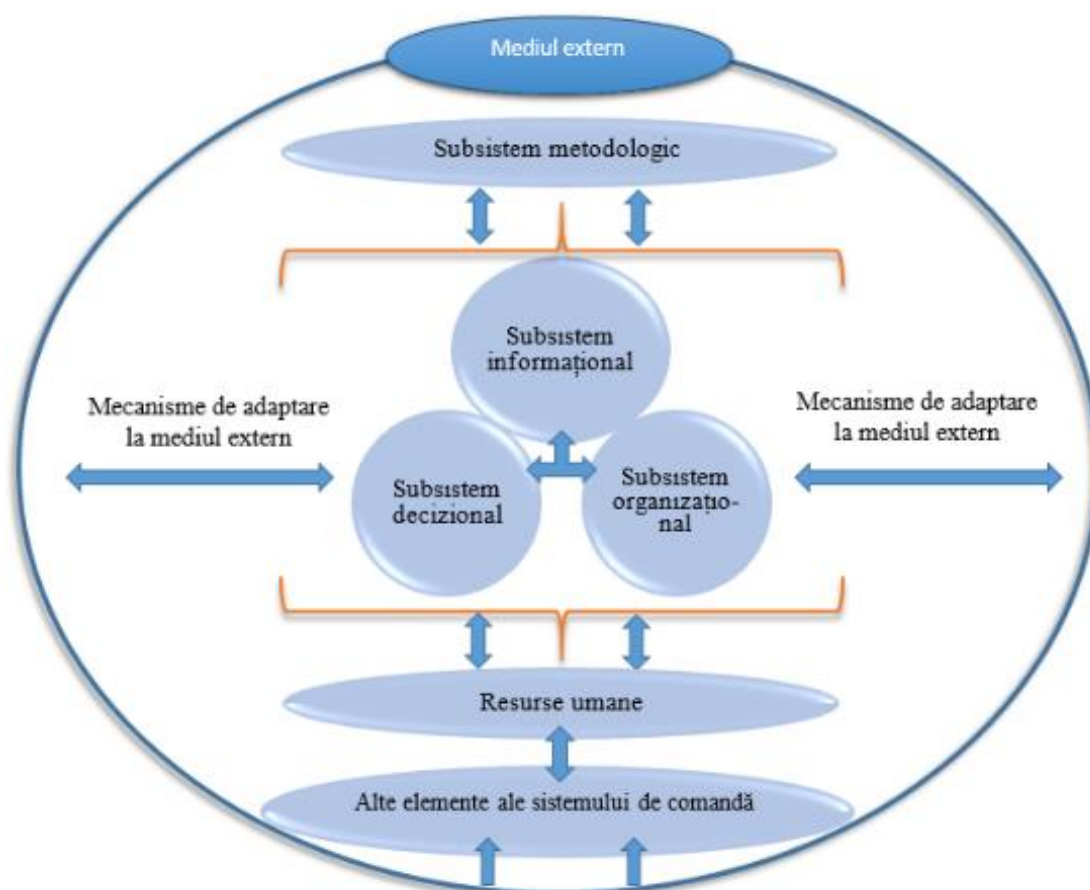 Mediul extern
Subsistem metodologic
Subsistem
informațional
Mecanisme de adaptare
la mediul extern
Mecanisme de adaptare
la mediul extern
Subsistem
decizional
Subsistem
organizațio-
nal
Resurse umane
Alte elemente ale sistemului de comandă